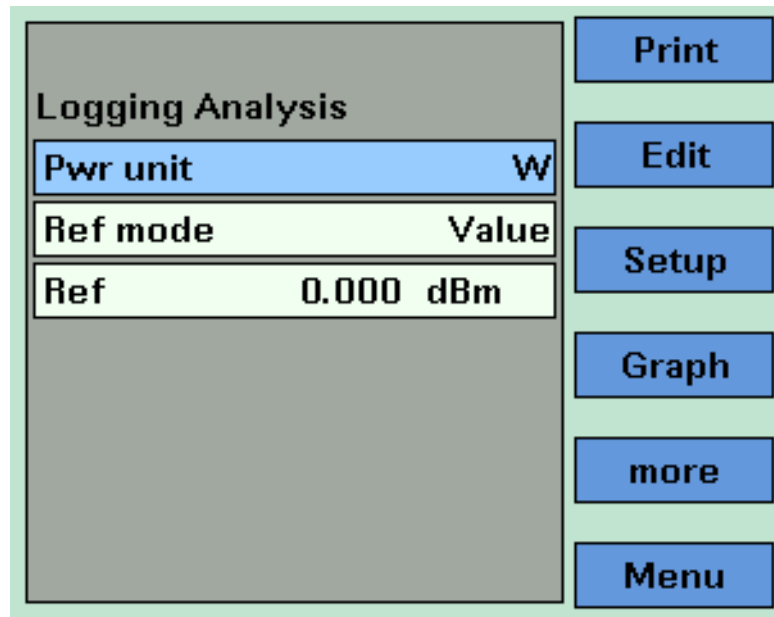 Logging Analysis
Pwr unit W
Ref mode Value
Ref 0.000 dBm
Print
Edit
Setup
Graph
more
Menu